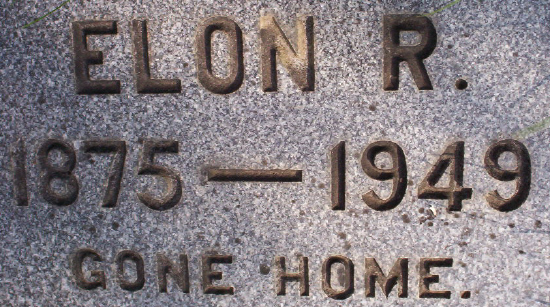 ELON R.
1875 — 1949
GONE HOME.